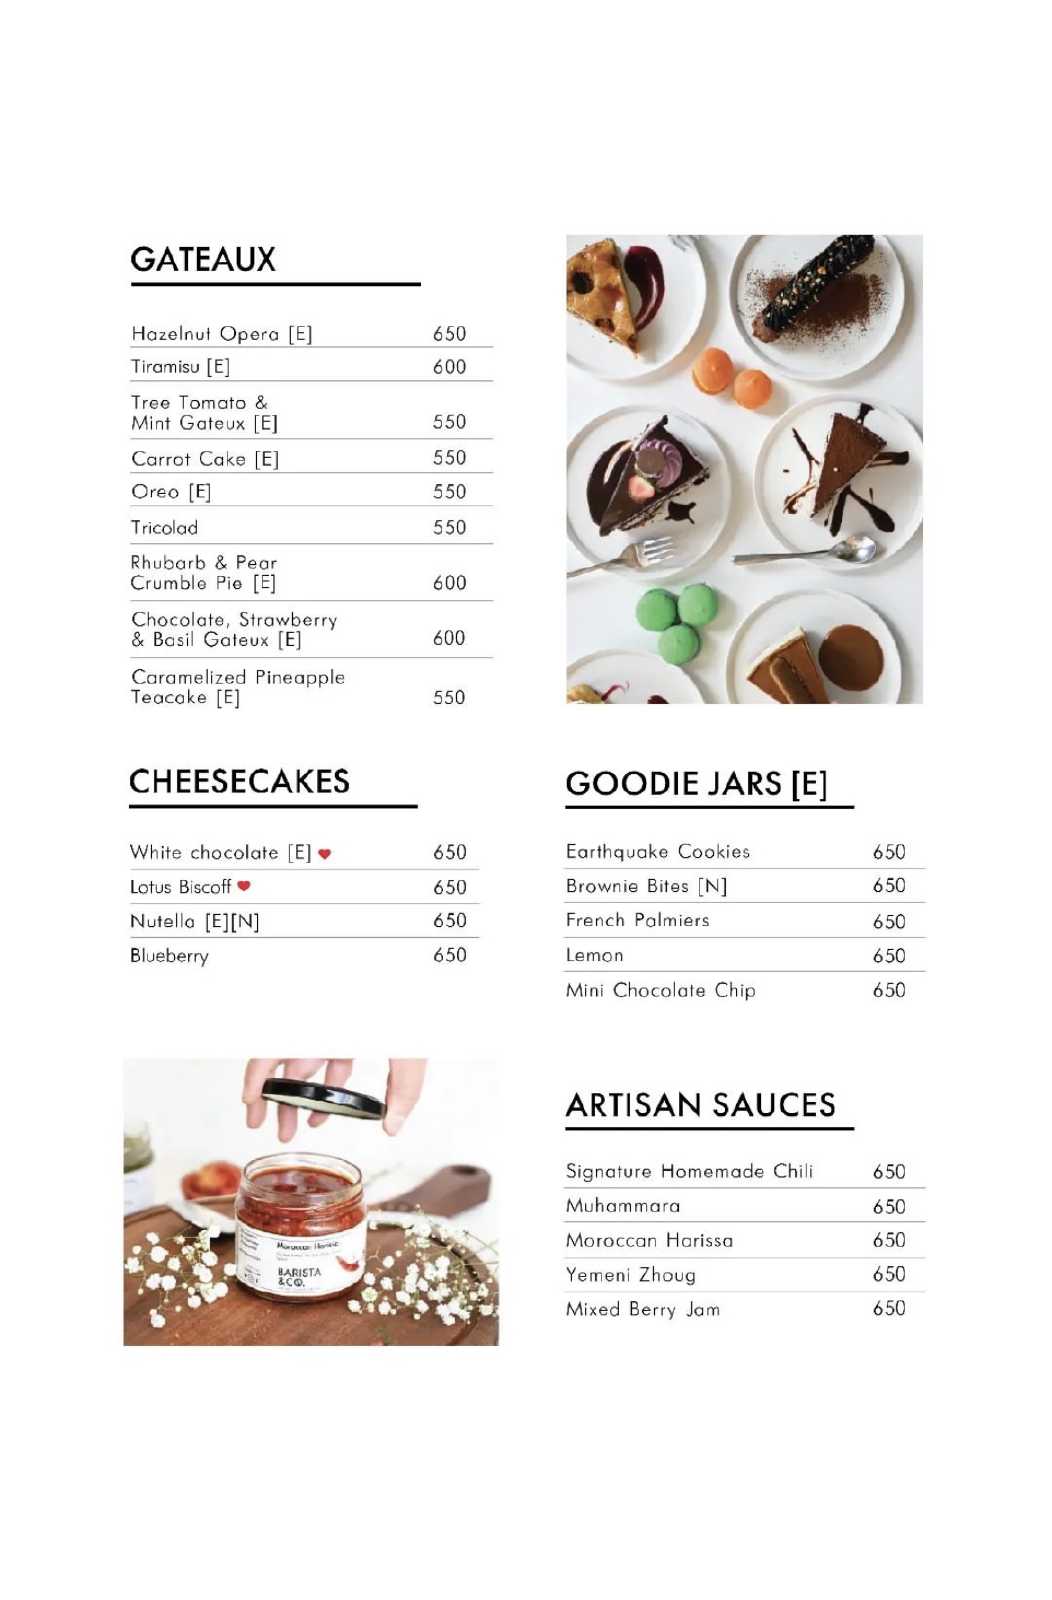 GATEAUX
Hazelnut Opera [E] 650
Tiramisu [E] 600
Tree Tomato &
Mint Gateux [E] 550
Carrot Cake [E] 550
Oreo [E] 550
Tricolad 550
Rhubarb & Pear
Crumble Pie [E] 600
Chocolate, Strawberry
& Basil Gateux [E] 600
Caramelized Pineapple
Teacake [E] 550
CHEESECAKES
White chocolate [E] ♥ 650
Lotus Biscoff ♥ 650
Nutella [E][N] 650
Blueberry 650
GOODIE JARS [E]
Earthquake Cookies 650
Brownie Bites [N] 650
French Palmiers 650
Lemon 650
Mini Chocolate Chip 650
Moroccan Harissa
BARISTA
&CO.
ARTISAN SAUCES
Signature Homemade Chili 650
Muhammara 650
Moroccan Harissa 650
Yemeni Zhoug 650
Mixed Berry Jam 650